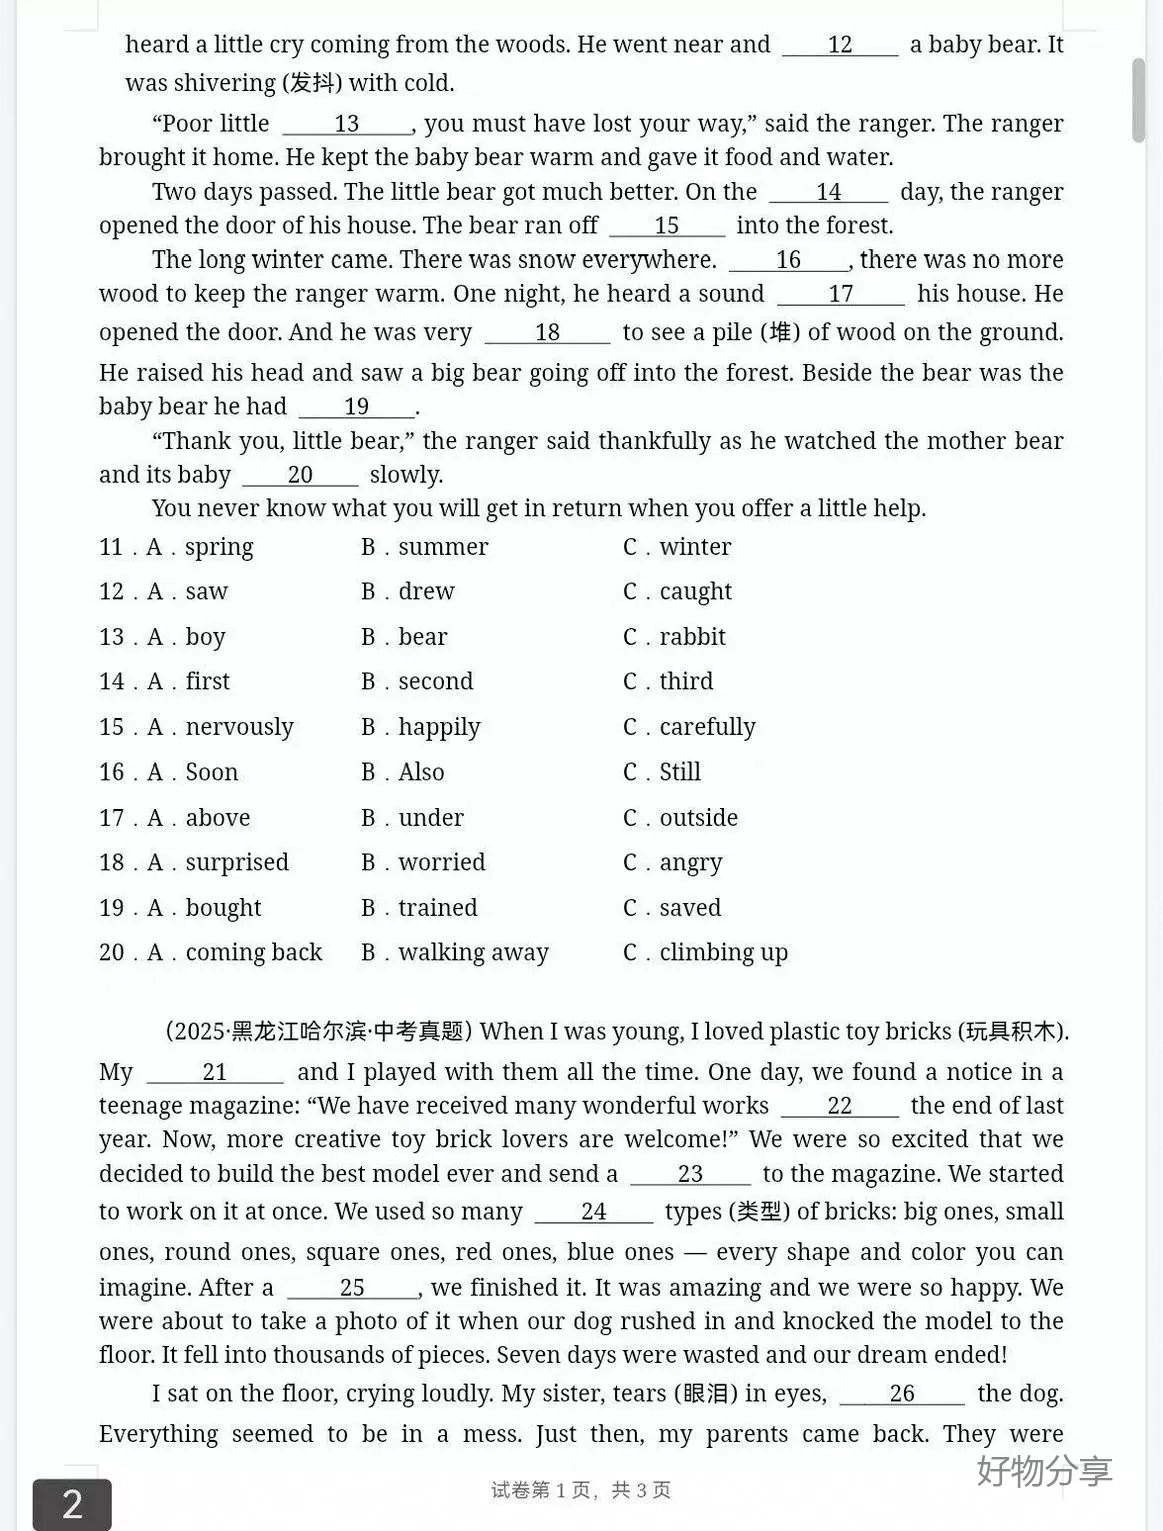 heard a little cry coming from the woods. He went near and 12 a baby bear. It
was shivering (发抖) with cold.
“Poor little 13 , you must have lost your way,” said the ranger. The ranger
brought it home. He kept the baby bear warm and gave it food and water.
Two days passed. The little bear got much better. On the 14 day, the ranger
opened the door of his house. The bear ran off 15 into the forest.
The long winter came. There was snow everywhere. 16 , there was no more
wood to keep the ranger warm. One night, he heard a sound 17 his house. He
opened the door. And he was very 18 to see a pile (堆) of wood on the ground.
He raised his head and saw a big bear going off into the forest. Beside the bear was the
baby bear he had 19 .
“Thank you, little bear,” the ranger said thankfully as he watched the mother bear
and its baby 20 slowly.
You never know what you will get in return when you offer a little help.
11．A．spring B．summer C．winter
12．A．saw B．drew C．caught
13．A．boy B．bear C．rabbit
14．A．first B．second C．third
15．A．nervously B．happily C．carefully
16．A．Soon B．Also C．Still
17．A．above B．under C．outside
18．A．surprised B．worried C．angry
19．A．bought B．trained C．saved
20．A．coming back B．walking away C．climbing up
（2025·黑龙江哈尔滨·中考真题）When I was young, I loved plastic toy bricks (玩具积木).
My 21 and I played with them all the time. One day, we found a notice in a
teenage magazine: “We have received many wonderful works 22 the end of last
year. Now, more creative toy brick lovers are welcome!” We were so excited that we
decided to build the best model ever and send a 23 to the magazine. We started
to work on it at once. We used so many 24 types (类型) of bricks: big ones, small
ones, round ones, square ones, red ones, blue ones — every shape and color you can
imagine. After a 25 , we finished it. It was amazing and we were so happy. We
were about to take a photo of it when our dog rushed in and knocked the model to the
floor. It fell into thousands of pieces. Seven days were wasted and our dream ended!
I sat on the floor, crying loudly. My sister, tears (眼泪) in eyes, 26 the dog.
Everything seemed to be in a mess. Just then, my parents came back. They were
好物分享
试卷第 1 页，共 3 页
2